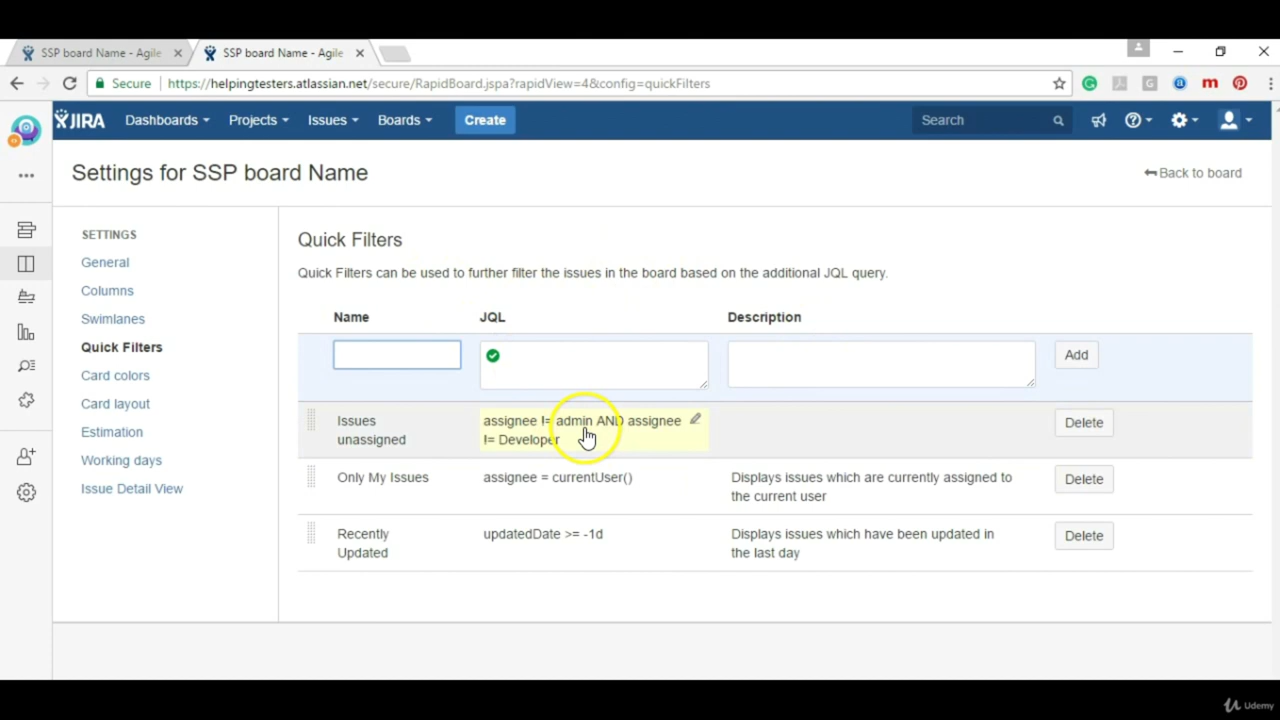 SSP board Name - Agile
SSP board Name - Agile
Secure
https://helpingtesters.atlassian.net/secure/RapidBoard.jspa?rapidView=4&config=quickFilters
JIRA
Dashboards
Projects
Issues
Boards
Create
Search
Settings for SSP board Name
Back to board
SETTINGS
General
Columns
Swimlanes
Quick Filters
Card colors
Card layout
Estimation
Working days
Issue Detail View
Quick Filters
Quick Filters can be used to further filter the issues in the board based on the additional JQL query.
Name
JQL
Description
Add
Issues
unassigned
assignee != admin AND assignee
!= Developer
Delete
Only My Issues
assignee = currentUser()
Displays issues which are currently assigned to
the current user
Delete
Recently
Updated
updatedDate >= -1d
Displays issues which have been updated in
the last day
Delete
Udemy